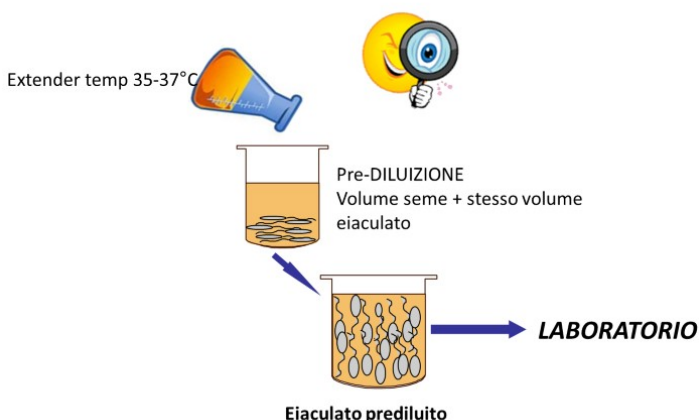 Extender temp 35-37°C
Pre-DILUIZIONE
Volume seme + stesso volume
eiaculato
LABORATORIO
Eiaculato prediluito